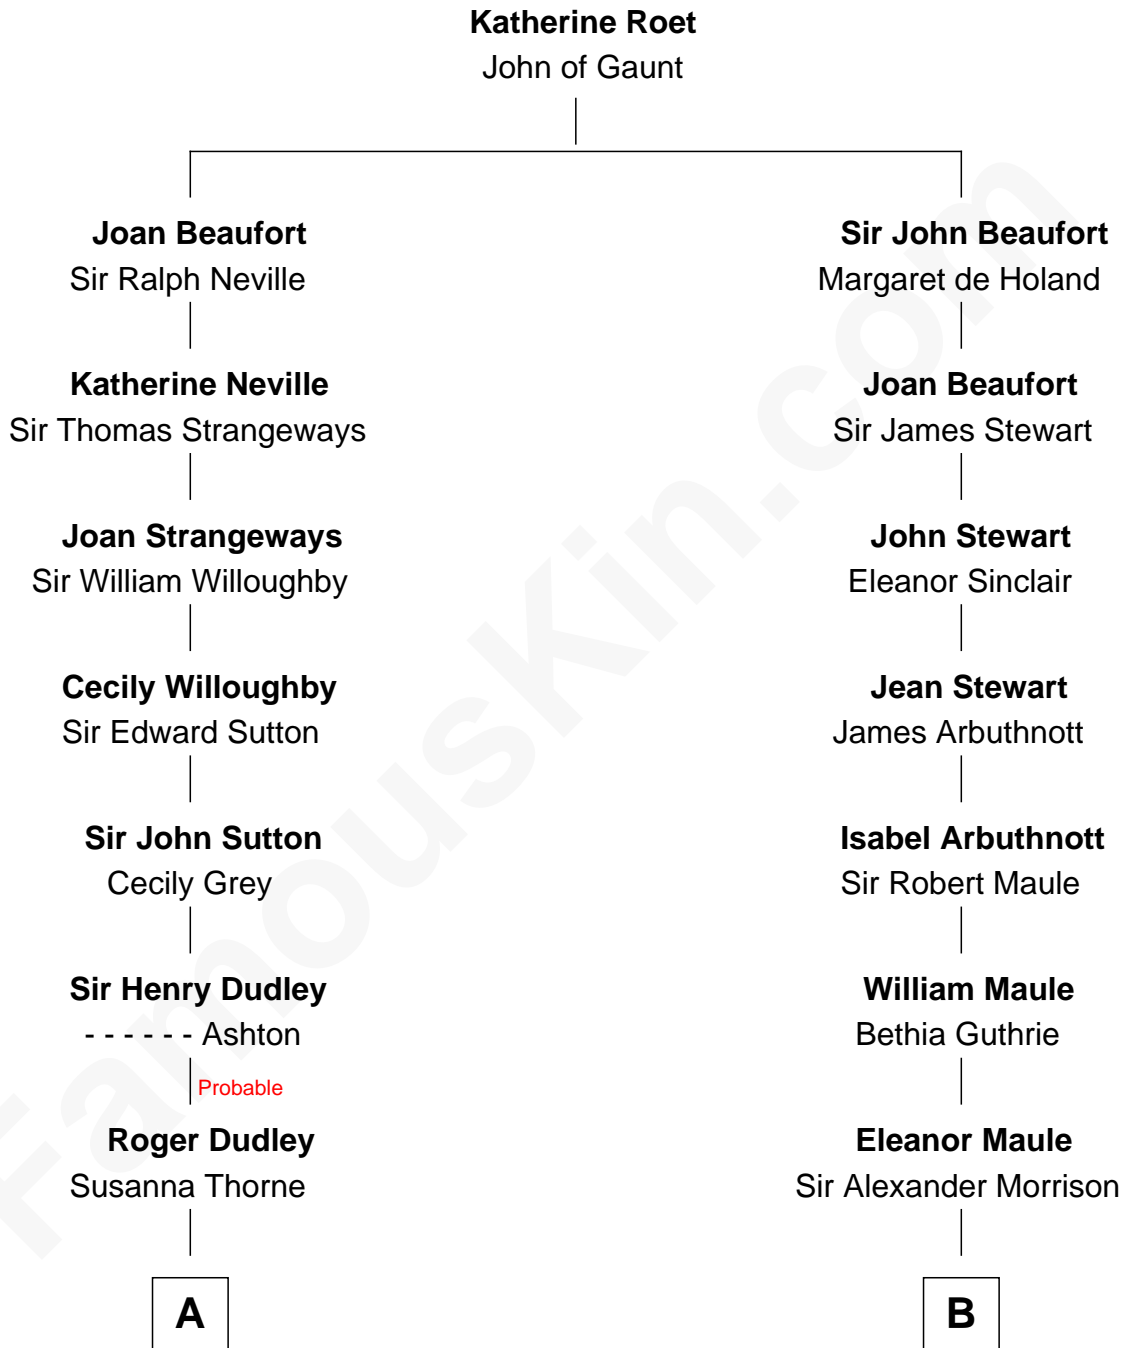 Katherine Roet
John of Gaunt
Joan Beaufort
Sir Ralph Neville
Sir John Beaufort
Margaret de Holand
Katherine Neville
Sir Thomas Strangeways
Joan Beaufort
Sir James Stewart
Joan Strangeways
Sir William Willoughby
John Stewart
Eleanor Sinclair
Cecily Willoughby
Sir Edward Sutton
Jean Stewart
James Arbuthnott
Sir John Sutton
Cecily Grey
Isabel Arbuthnott
Sir Robert Maule
Sir Henry Dudley
- - - - - - Ashton
William Maule
Bethia Guthrie
Probable
Roger Dudley
Susanna Thorne
Eleanor Maule
Sir Alexander Morrison
A
B
FamousKin.com